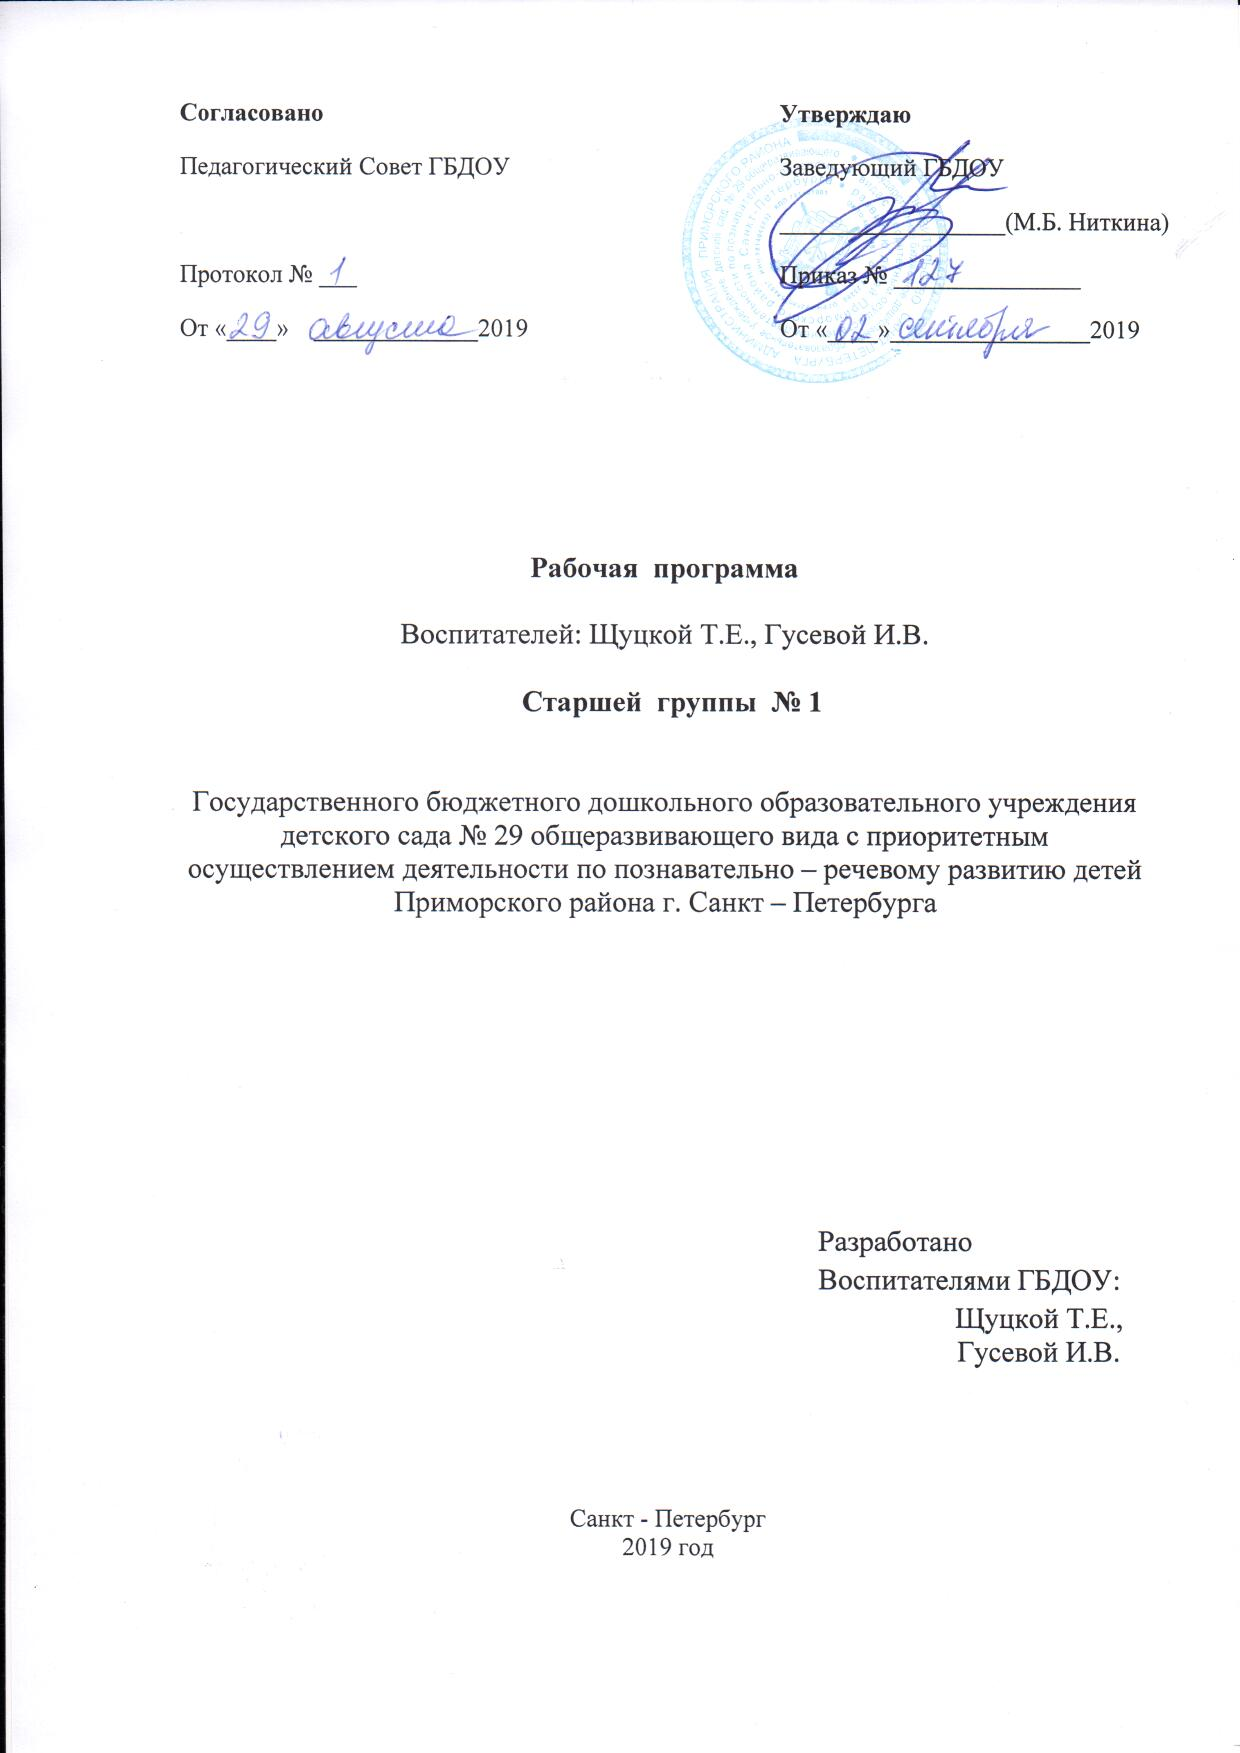 Согласовано
Педагогический Совет ГБДОУ
Протокол № 1
От «29» августа 2019
Утверждаю
Заведующий ГБДОУ
(М.Б. Ниткина)
Приказ № 127
От «02» сентября 2019
Рабочая программа
Воспитателей: Щуцкой Т.Е., Гусевой И.В.
Старшей группы № 1
Государственного бюджетного дошкольного образовательного учреждения
детского сада № 29 общеразвивающего вида с приоритетным
осуществлением деятельности по познавательно – речевому развитию детей
Приморского района г. Санкт – Петербурга
Разработано
Воспитателями ГБДОУ:
Щуцкой Т.Е.,
Гусевой И.В.
Санкт - Петербург
2019 год